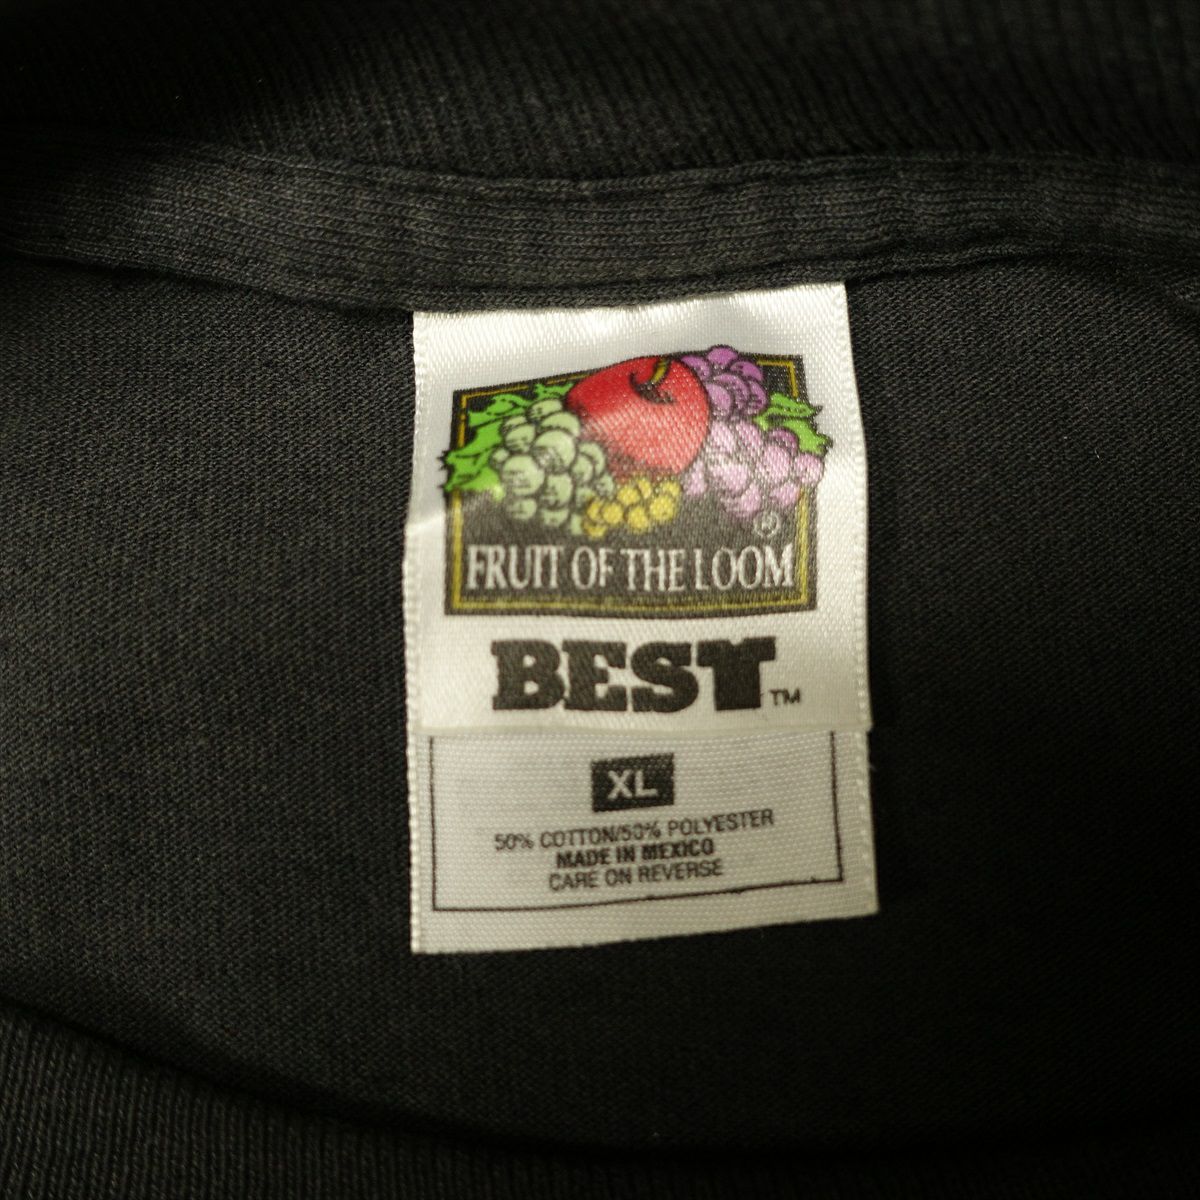 ®
FRUIT OF THE LOOM
BEST™
XL
50% COTTON/50% POLYESTER
MADE IN MEXICO
CARE ON REVERSE